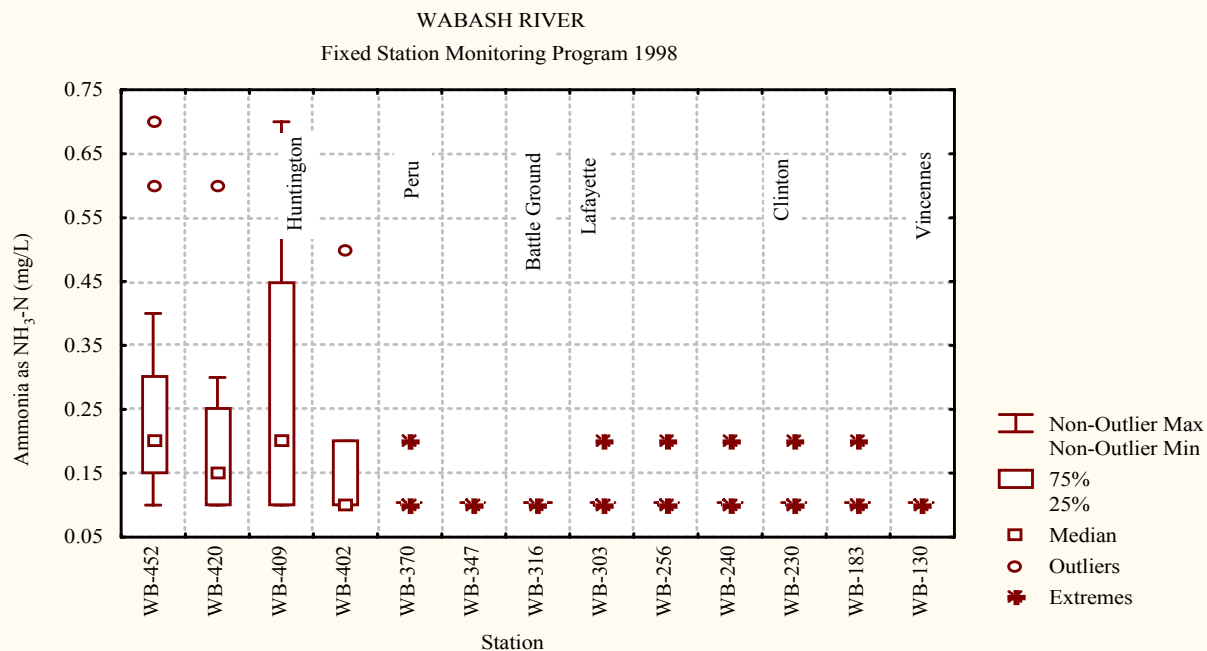 WABASH RIVER
Fixed Station Monitoring Program 1998
Ammonia as NH3-N (mg/L)
0.75
0.65
0.55
0.45
0.35
0.25
0.15
0.05
Huntington
Peru
Battle Ground
Lafayette
Clinton
Vincennes
WB-452
WB-420
WB-409
WB-402
WB-370
WB-347
WB-316
WB-303
WB-256
WB-240
WB-230
WB-183
WB-130
Station
Non-Outlier Max
Non-Outlier Min
75%
25%
Median
Outliers
Extremes